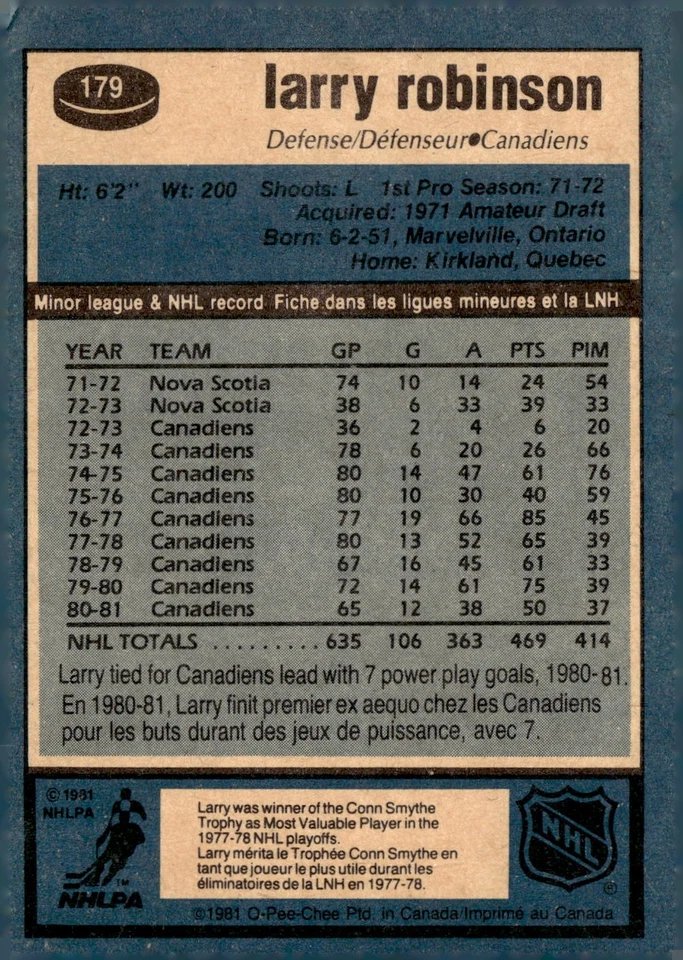 179
larry robinson
Defense/Défenseur●Canadiens
Ht: 6'2" Wt: 200 Shoots: L 1st Pro Season: 71-72
Acquired: 1971 Amateur Draft
Born: 6-2-51, Marvelville, Ontario
Home: Kirkland, Quebec
Minor league & NHL record Fiche dans les ligues mineures et la LNH
YEAR TEAM GP G A PTS PIM
71-72 Nova Scotia 74 10 14 24 54
72-73 Nova Scotia 38 6 33 39 33
72-73 Canadiens 36 2 4 6 20
73-74 Canadiens 78 6 20 26 66
74-75 Canadiens 80 14 47 61 76
75-76 Canadiens 80 10 30 40 59
76-77 Canadiens 77 19 66 85 45
77-78 Canadiens 80 13 52 65 39
78-79 Canadiens 67 16 45 61 33
79-80 Canadiens 72 14 61 75 39
80-81 Canadiens 65 12 38 50 37
NHL TOTALS ......... 635 106 363 469 414
Larry tied for Canadiens lead with 7 power play goals, 1980-81.
En 1980-81, Larry finit premier ex aequo chez les Canadiens
pour les buts durant des jeux de puissance, avec 7.
© 1981
NHLPA
NHLPA
TM
Larry was winner of the Conn Smythe
Trophy as Most Valuable Player in the
1977-78 NHL playoffs.
Larry mérita le Trophée Conn Smythe en
tant que joueur le plus utile durant les
éliminatoires de la LNH en 1977-78.
NHL
®
©1981 O-Pee-Chee Ptd. in Canada/Imprimé au Canada